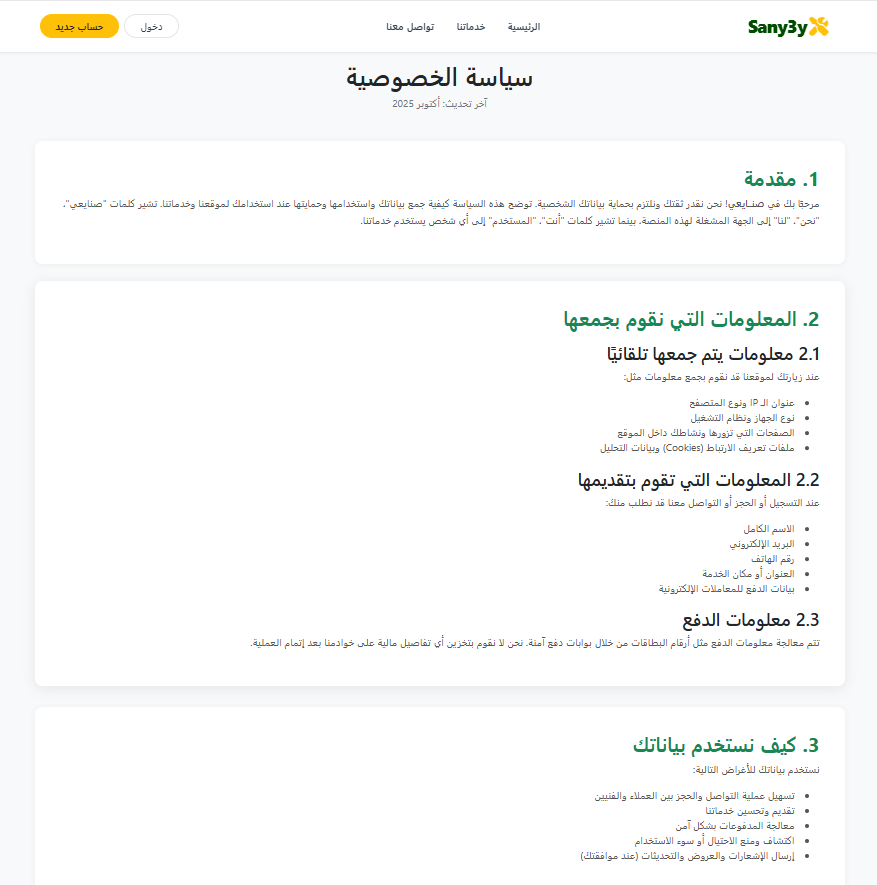 Sany3y
الرئيسية
خدماتنا
تواصل معنا
دخول
حساب جديد
سياسة الخصوصية
آخر تحديث: أكتوبر 2025
1. مقدمة
مرحبًا بك في صنـايعي! نحن نقدر ثقتك ونلتزم بحماية بياناتك الشخصية. توضح هذه السياسة كيفية جمع بياناتك واستخدامها وحمايتها عند استخدامك لموقعنا وخدماتنا. تشير كلمات "صنايعي"،
"نحن"، "لنا" إلى الجهة المشغلة لهذه المنصة، بينما تشير كلمات "أنت"، "المستخدم" إلى أي شخص يستخدم خدماتنا.
2. المعلومات التي نقوم بجمعها
2.1 معلومات يتم جمعها تلقائيًا
عند زيارتك لموقعنا قد نقوم بجمع معلومات مثل:
عنوان الـ IP ونوع المتصفح
نوع الجهاز ونظام التشغيل
الصفحات التي تزورها ونشاطك داخل الموقع
ملفات تعريف الارتباط (Cookies) وبيانات التحليل
2.2 المعلومات التي تقوم بتقديمها
عند التسجيل أو الحجز أو التواصل معنا قد نطلب منك:
الاسم الكامل
البريد الإلكتروني
رقم الهاتف
العنوان أو مكان الخدمة
بيانات الدفع للمعاملات الإلكترونية
2.3 معلومات الدفع
تتم معالجة معلومات الدفع مثل أرقام البطاقات من خلال بوابات دفع آمنة. نحن لا نقوم بتخزين أي تفاصيل مالية على خوادمنا بعد إتمام العملية.
3. كيف نستخدم بياناتك
نستخدم بياناتك للأغراض التالية:
تسهيل عملية التواصل والحجز بين العملاء والفنيين
تقديم وتحسين خدماتنا
معالجة المدفوعات بشكل آمن
اكتشاف ومنع الاحتيال أو سوء الاستخدام
إرسال الإشعارات والعروض والتحديثات (عند موافقتك)